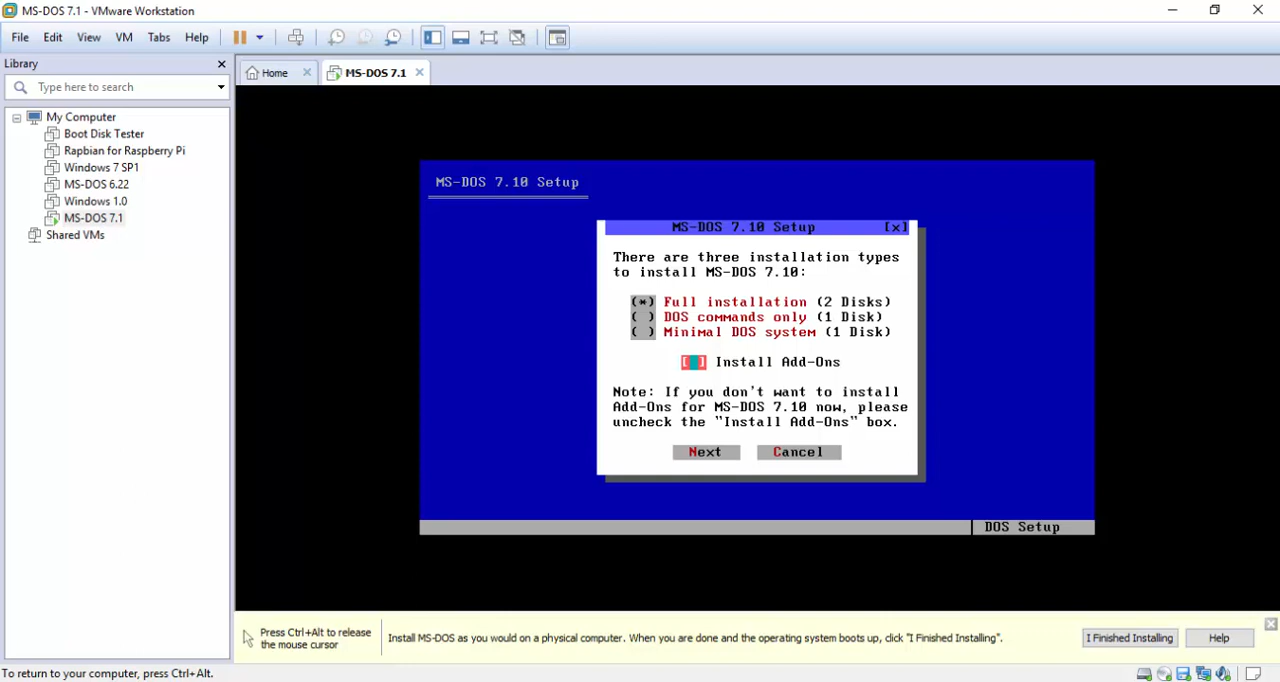 MS-DOS 7.1 - VMware Workstation
File Edit View VM Tabs Help
Library
Type here to search
My Computer
Boot Disk Tester
Rapbian for Raspberry Pi
Windows 7 SP1
MS-DOS 6.22
Windows 1.0
MS-DOS 7.1
Shared VMs
Home
MS-DOS 7.1
MS-DOS 7.10 Setup
MS-DOS 7.10 Setup [x]
There are three installation types
to install MS-DOS 7.10:
(*) Full installation (2 Disks)
( ) DOS commands only (1 Disk)
( ) Minimal DOS system (1 Disk)
[ ] Install Add-Ons
Note: If you don't want to install
Add-Ons for MS-DOS 7.10 now, please
uncheck the "Install Add-Ons" box.
Next Cancel
DOS Setup
Press Ctrl+Alt to release
the mouse cursor
Install MS-DOS as you would on a physical computer. When you are done and the operating system boots up, click "I Finished Installing".
I Finished Installing
Help
To return to your computer, press Ctrl+Alt.